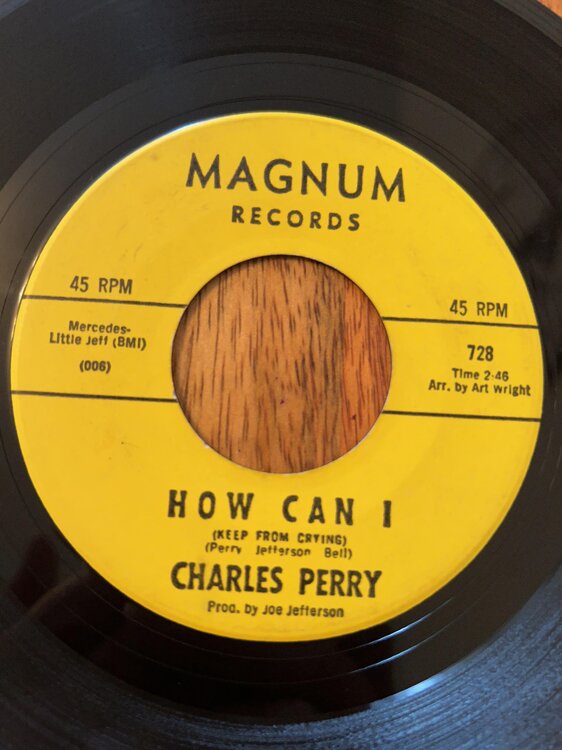 MAGNUM
RECORDS
45 RPM
45 RPM
Mercedes-
Little Jeff (BMI)
(006)
728
Time 2:46
Arr. by Art Wright
HOW CAN I
(KEEP FROM CRYING)
(Perry Jefferson Bell)
CHARLES PERRY
Prod. by Joe Jefferson